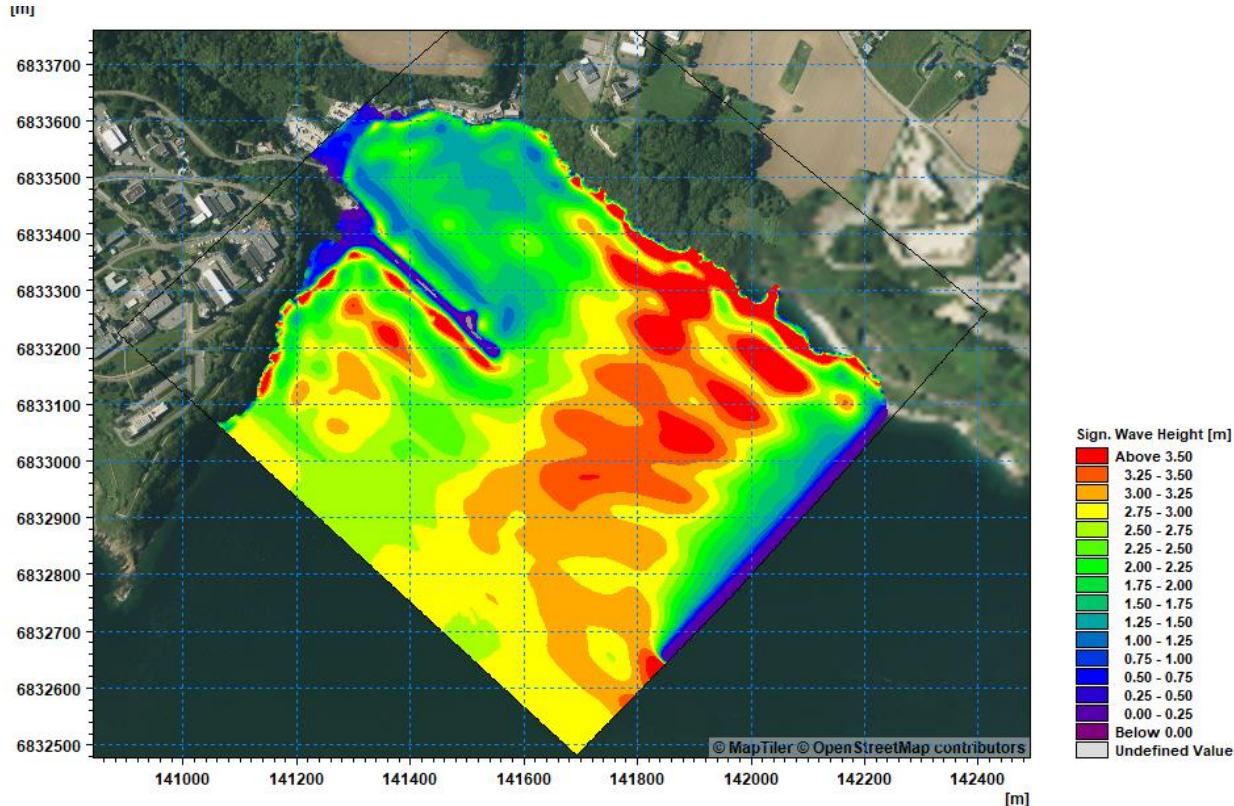 [m]
6833700
6833600
6833500
6833400
6833300
6833200
6833100
6833000
6832900
6832800
6832700
6832600
6832500
141000 141200 141400 141600 141800 142000 142200 142400
[m]
© MapTiler © OpenStreetMap contributors
Sign. Wave Height [m]
Above 3.50
3.25 - 3.50
3.00 - 3.25
2.75 - 3.00
2.50 - 2.75
2.25 - 2.50
2.00 - 2.25
1.75 - 2.00
1.50 - 1.75
1.25 - 1.50
1.00 - 1.25
0.75 - 1.00
0.50 - 0.75
0.25 - 0.50
0.00 - 0.25
Below 0.00
Undefined Value